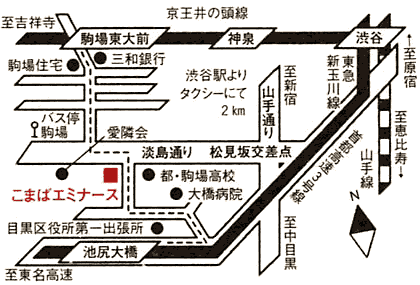 京王井の頭線
至吉祥寺
駒場東大前
神泉
渋谷
至原宿
駒場住宅
三和銀行
渋谷駅より
タクシーにて
2 km
至新宿
山手通り
東急
新玉川線
バス停
駒場
愛隣会
淡島通り
松見坂交差点
首都高速3号線
山手線
至恵比寿
こまばエミナース
都・駒場高校
大橋病院
N
目黒区役所第一出張所
至中目黒
池尻大橋
至東名高速